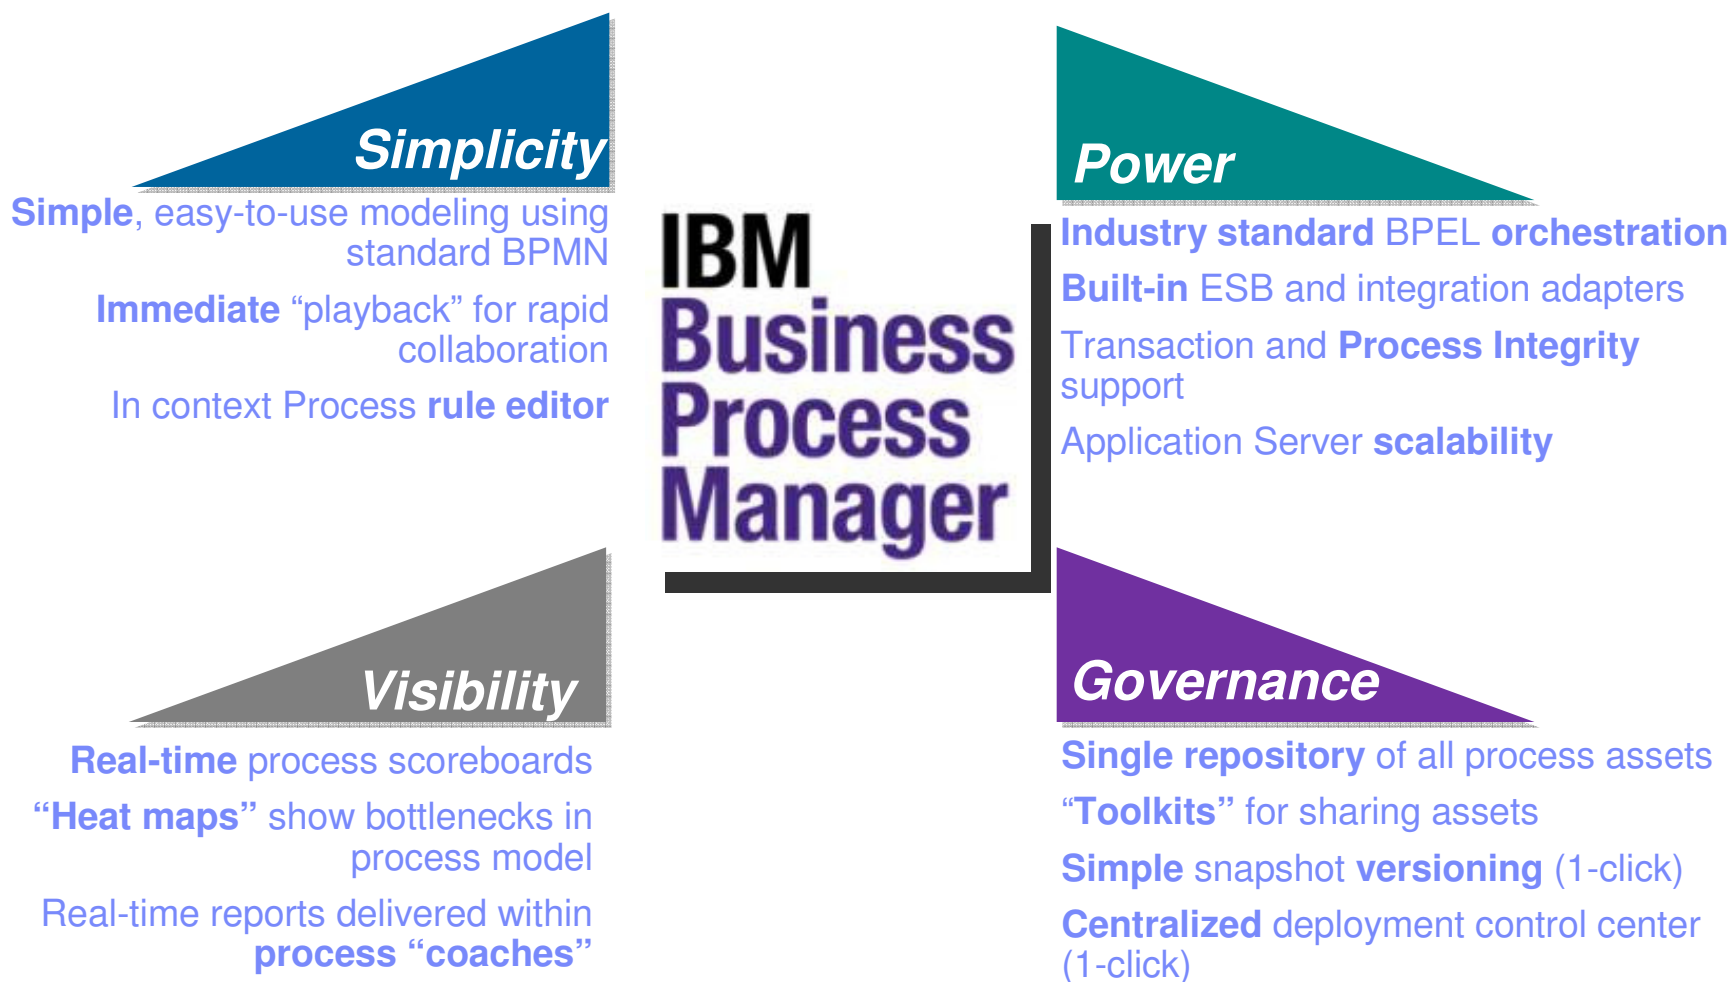 Simplicity
Simple, easy-to-use modeling using
standard BPMN
Immediate “playback” for rapid
collaboration
In context Process rule editor
IBM
Business
Process
Manager
Power
Industry standard BPEL orchestration
Built-in ESB and integration adapters
Transaction and Process Integrity
support
Application Server scalability
Visibility
Real-time process scoreboards
“Heat maps” show bottlenecks in
process model
Real-time reports delivered within
process “coaches”
Governance
Single repository of all process assets
“Toolkits” for sharing assets
Simple snapshot versioning (1-click)
Centralized deployment control center
(1-click)